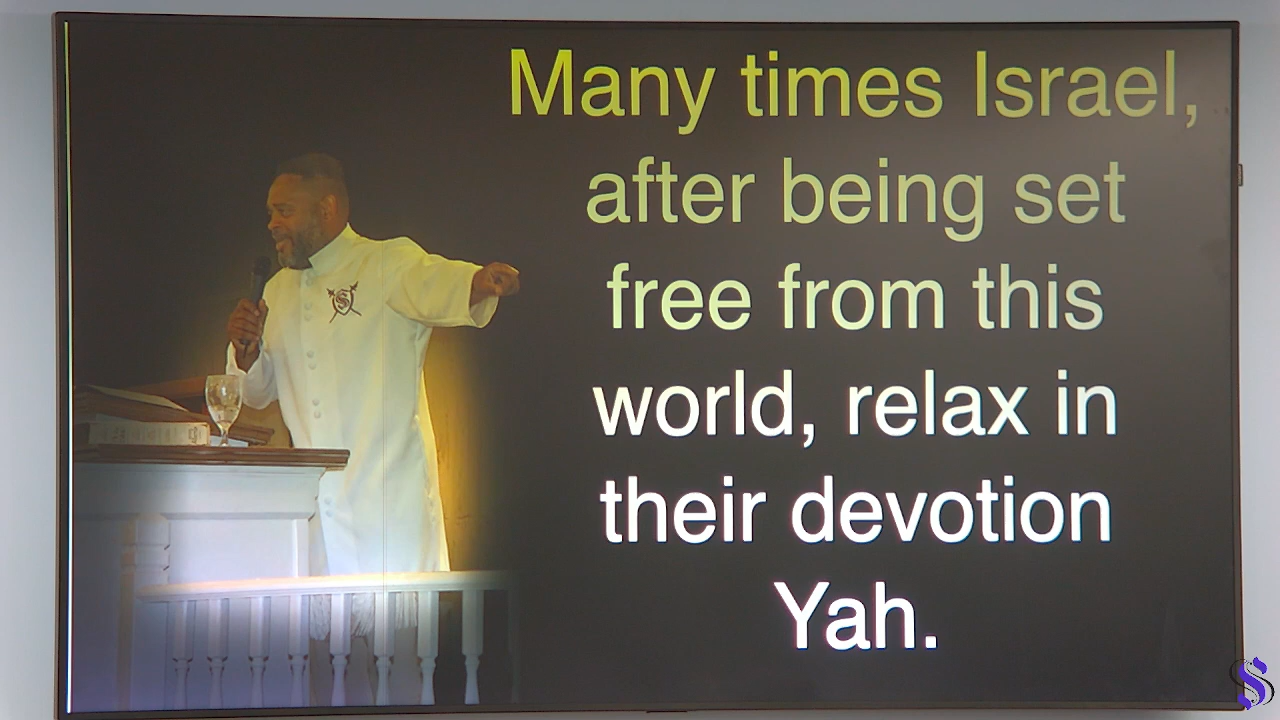 Many times Israel,
after being set
free from this
world, relax in
their devotion
Yah.
S